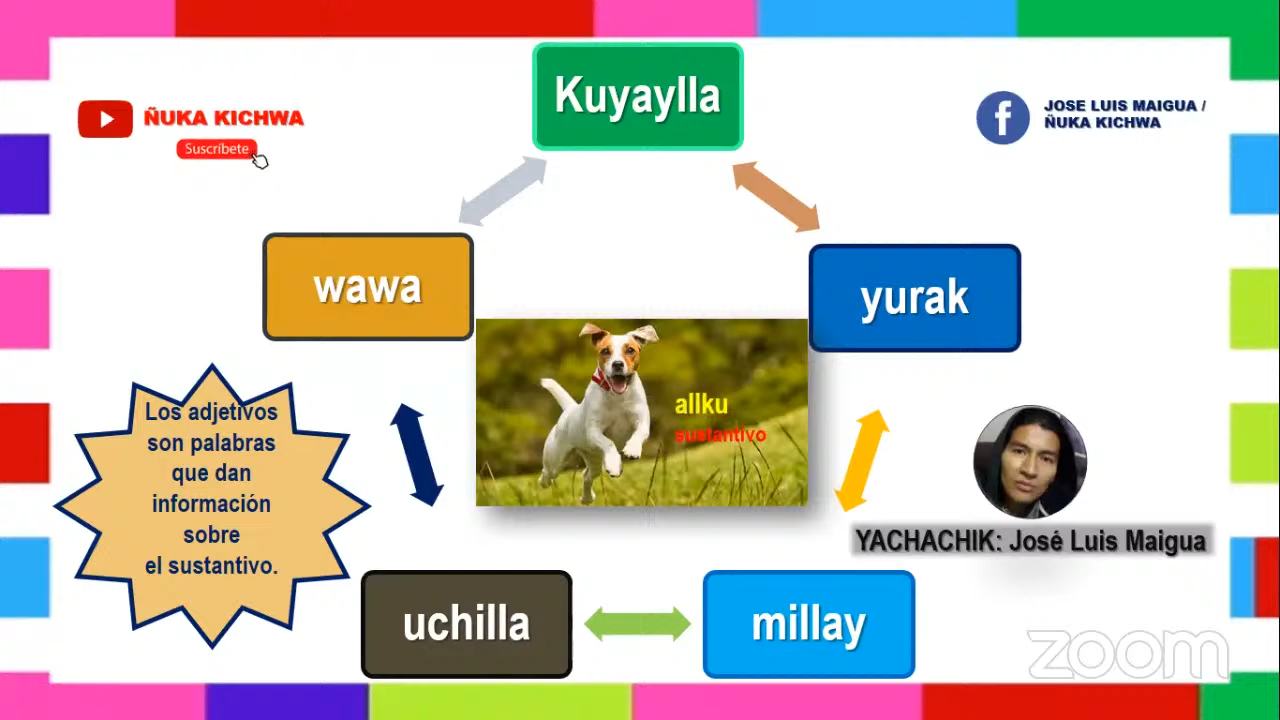 Kuyaylla
ÑUKA KICHWA
Suscríbete
JOSE LUIS MAIGUA /
ÑUKA KICHWA
wawa
yurak
allku
sustantivo
Los adjetivos
son palabras
que dan
información
sobre
el sustantivo.
YACHACHIK: José Luis Maigua
uchilla
millay
zoom